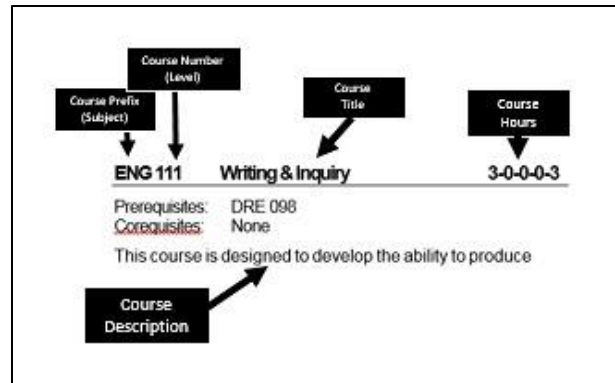 Course Number
(Level)
Course Prefix
(Subject)
Course
Title
Course
Hours
ENG 111 Writing & Inquiry 3-0-0-0-3
Prerequisites: DRE 098
Corequisites: None
This course is designed to develop the ability to produce
Course
Description